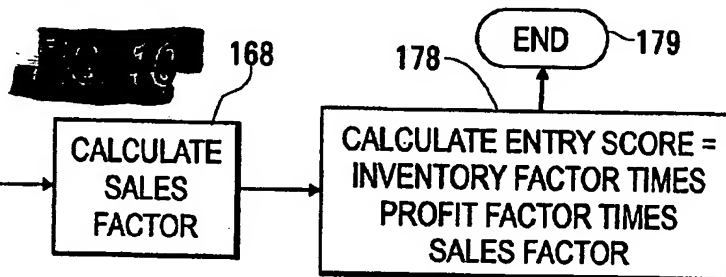 END
179
168
178
CALCULATE
SALES
FACTOR
CALCULATE ENTRY SCORE =
INVENTORY FACTOR TIMES
PROFIT FACTOR TIMES
SALES FACTOR